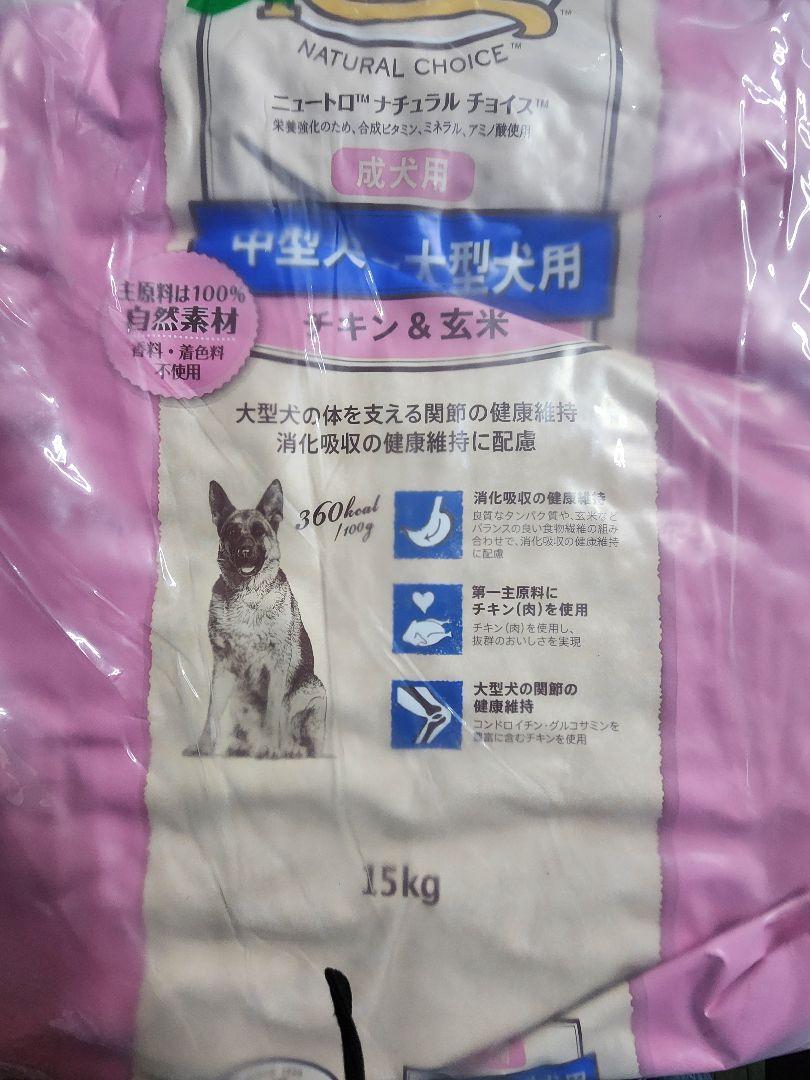 NATURAL CHOICE™
ニュートロ™ ナチュラル チョイス™
栄養強化のため、合成ビタミン、ミネラル、アミノ酸使用
成犬用
中型犬 大型犬用
チキン & 玄米
主原料は100%
自然素材
香料・着色料
不使用
大型犬の体を支える関節の健康維持
消化吸収の健康維持に配慮
360kcal
/100g
消化吸収の健康維持
良質なタンパク質や、玄米など
バランスの良い食物繊維の組み
合わせで、消化吸収の健康維持
に配慮
第一主原料に
チキン(肉)を使用
チキン(肉)を使用し、
抜群のおいしさを実現
大型犬の関節の
健康維持
コンドロイチン・グルコサミンを
豊富に含むチキンを使用
15kg